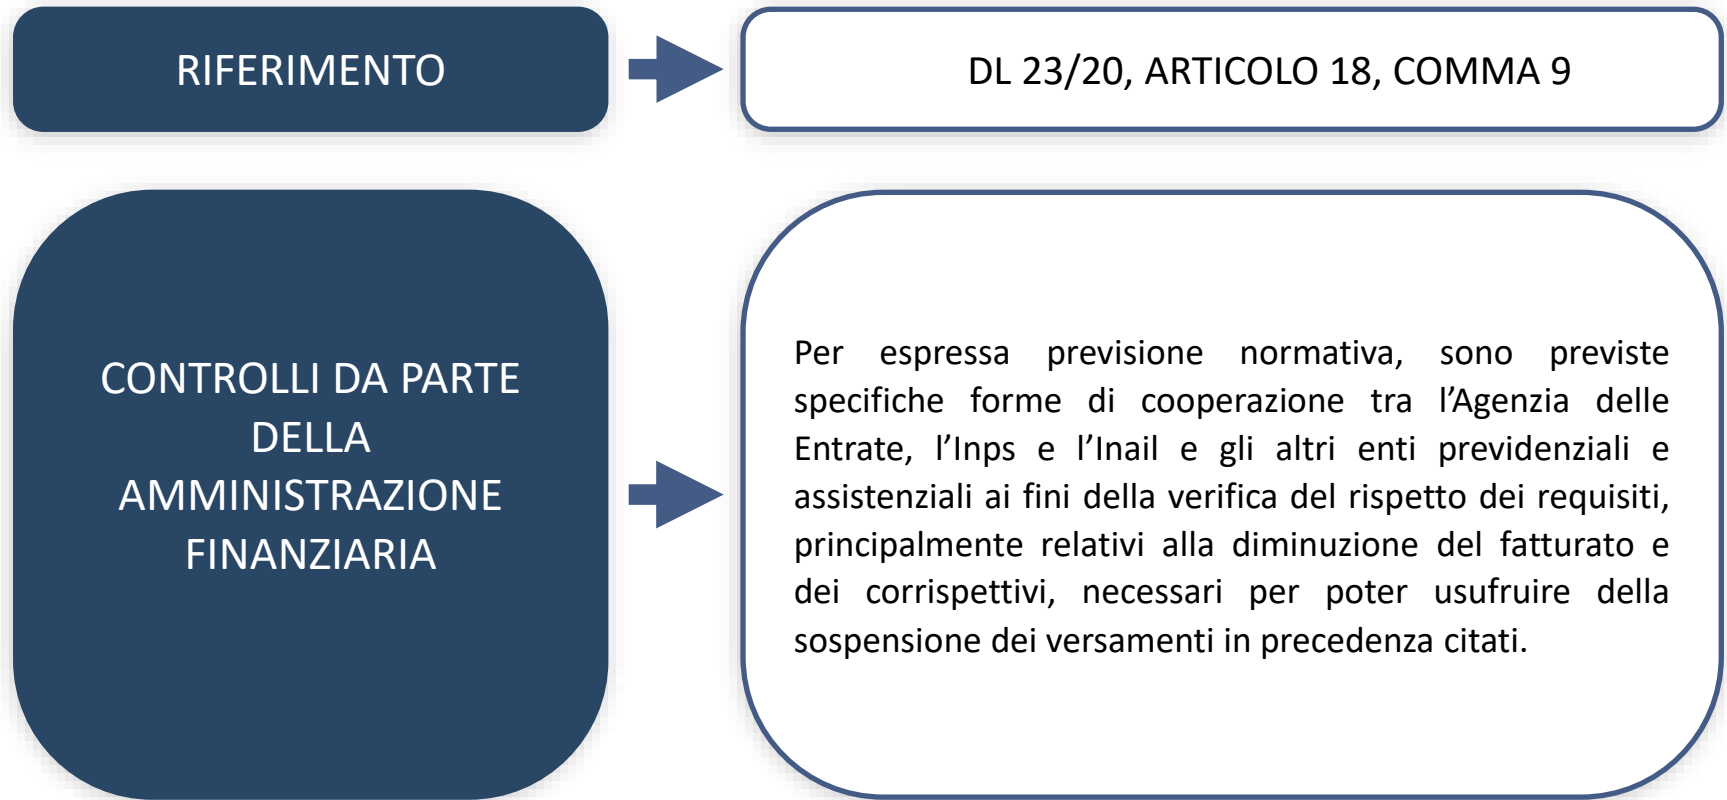 RIFERIMENTO
DL 23/20, ARTICOLO 18, COMMA 9
CONTROLLI DA PARTE
DELLA
AMMINISTRAZIONE
FINANZIARIA
Per espressa previsione normativa, sono previste
specifiche forme di cooperazione tra l’Agenzia delle
Entrate, l’Inps e l’Inail e gli altri enti previdenziali e
assistenziali ai fini della verifica del rispetto dei requisiti,
principalmente relativi alla diminuzione del fatturato e
dei corrispettivi, necessari per poter usufruire della
sospensione dei versamenti in precedenza citati.